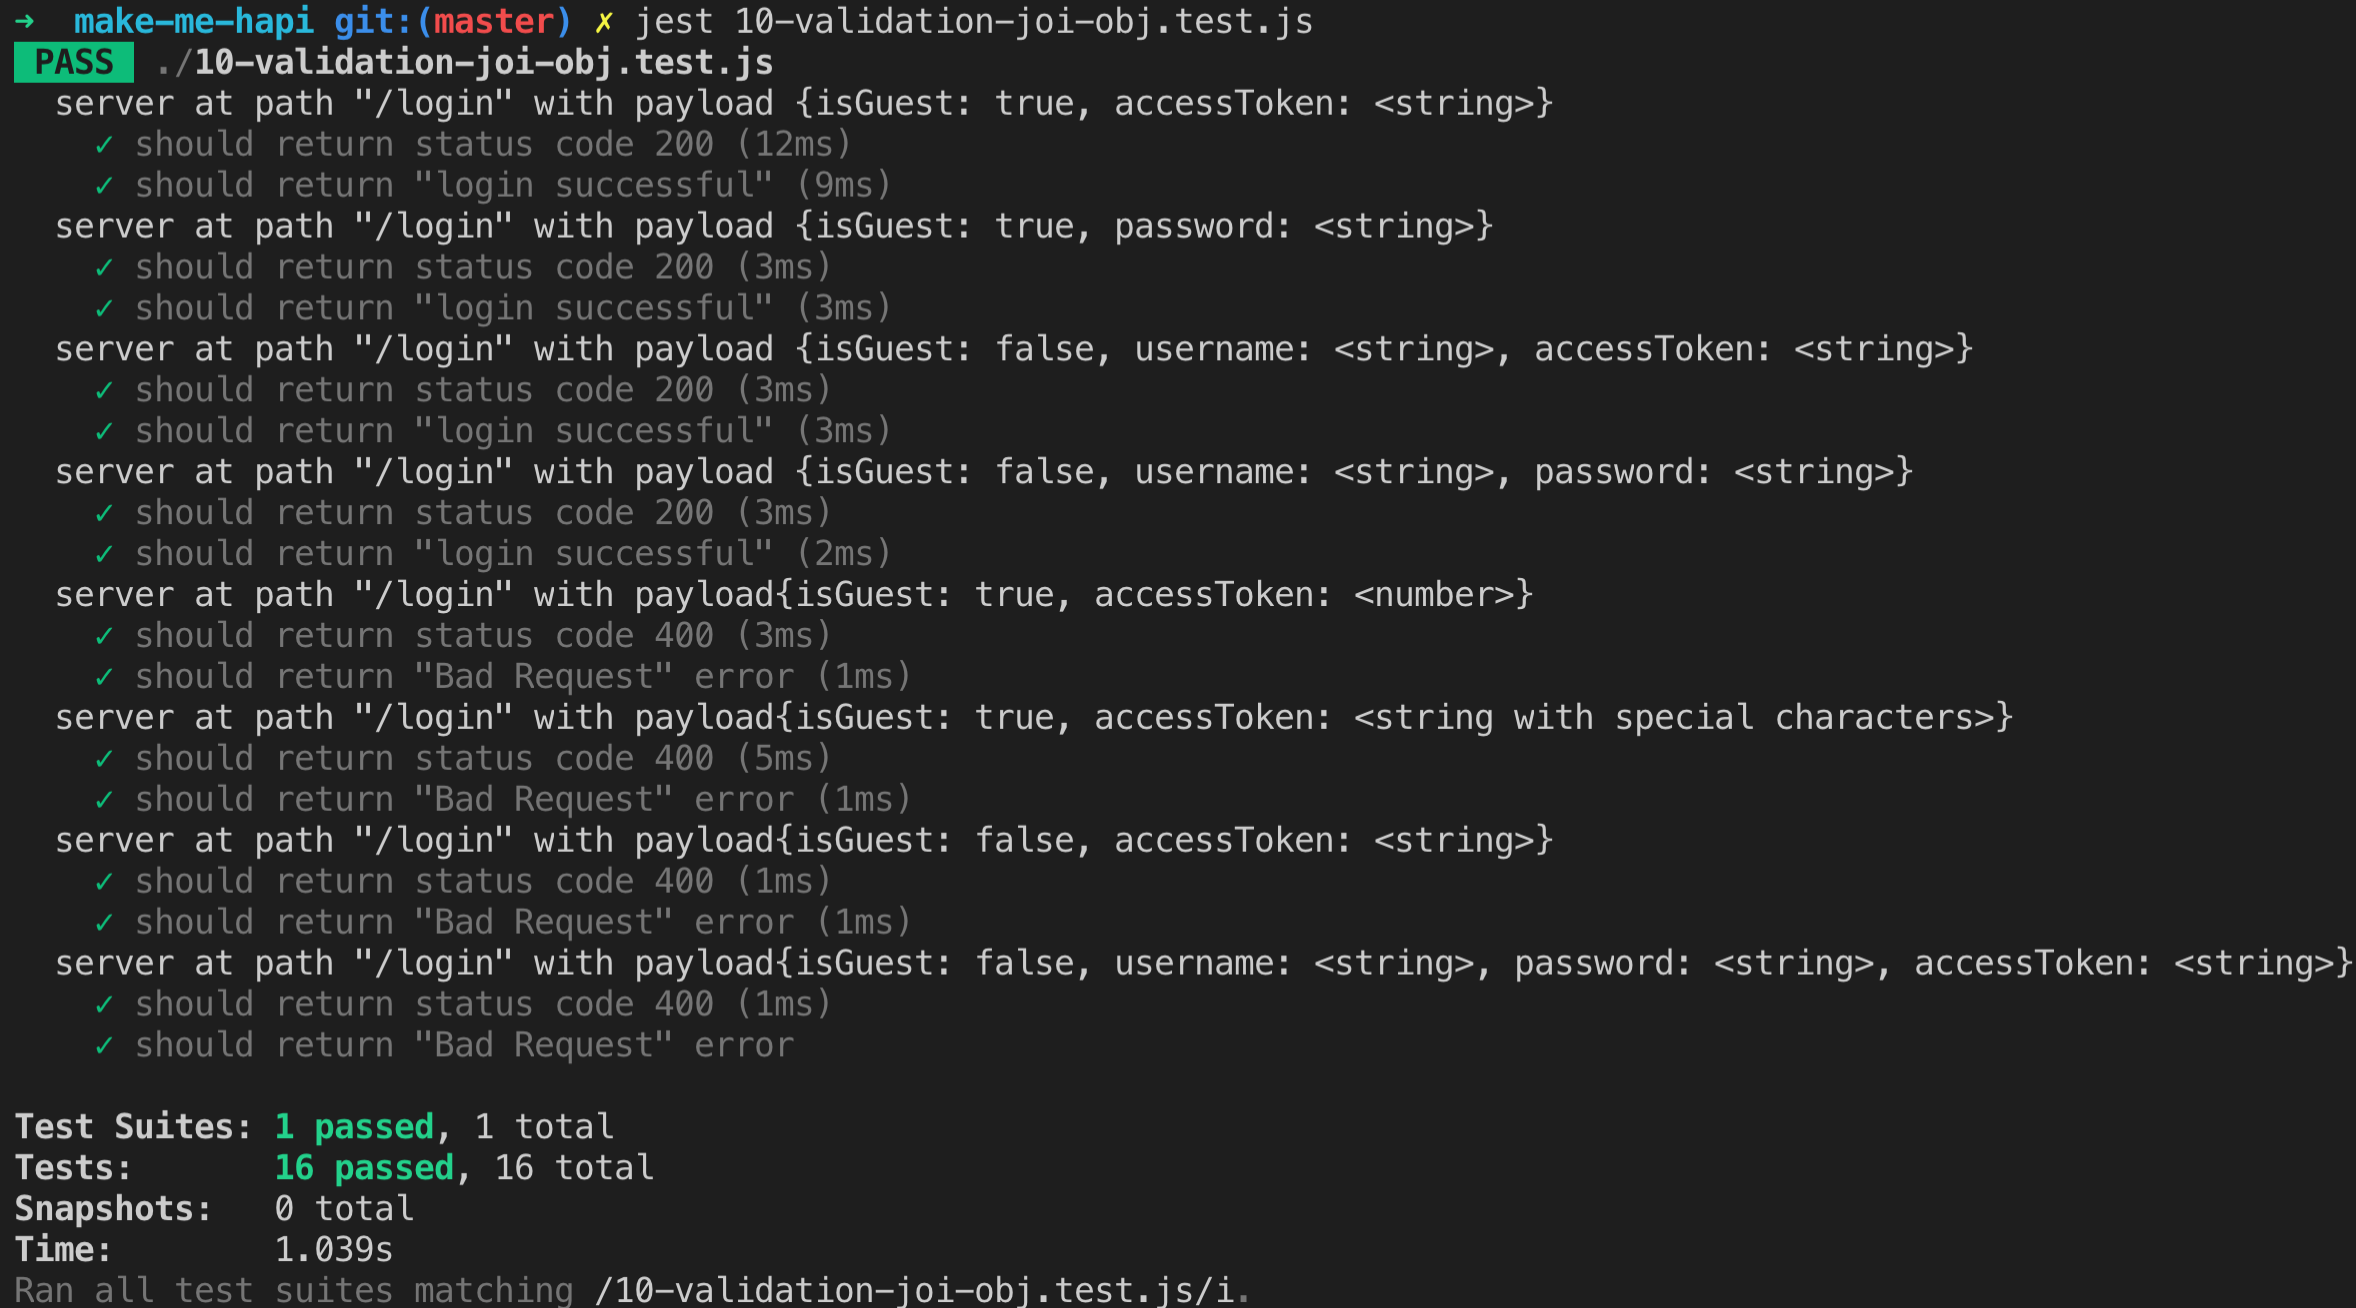 ➜  make-me-hapi git:(master) ✗ jest 10-validation-joi-obj.test.js
PASS ./10-validation-joi-obj.test.js
server at path "/login" with payload {isGuest: true, accessToken: <string>}
✓ should return status code 200 (12ms)
✓ should return "login successful" (9ms)
server at path "/login" with payload {isGuest: true, password: <string>}
✓ should return status code 200 (3ms)
✓ should return "login successful" (3ms)
server at path "/login" with payload {isGuest: false, username: <string>, accessToken: <string>}
✓ should return status code 200 (3ms)
✓ should return "login successful" (3ms)
server at path "/login" with payload {isGuest: false, username: <string>, password: <string>}
✓ should return status code 200 (3ms)
✓ should return "login successful" (2ms)
server at path "/login" with payload{isGuest: true, accessToken: <number>}
✓ should return status code 400 (3ms)
✓ should return "Bad Request" error (1ms)
server at path "/login" with payload{isGuest: true, accessToken: <string with special characters>}
✓ should return status code 400 (5ms)
✓ should return "Bad Request" error (1ms)
server at path "/login" with payload{isGuest: false, accessToken: <string>}
✓ should return status code 400 (1ms)
✓ should return "Bad Request" error (1ms)
server at path "/login" with payload{isGuest: false, username: <string>, password: <string>, accessToken: <string>}
✓ should return status code 400 (1ms)
✓ should return "Bad Request" error
Test Suites: 1 passed, 1 total
Tests: 16 passed, 16 total
Snapshots: 0 total
Time: 1.039s
Ran all test suites matching /10-validation-joi-obj.test.js/i.